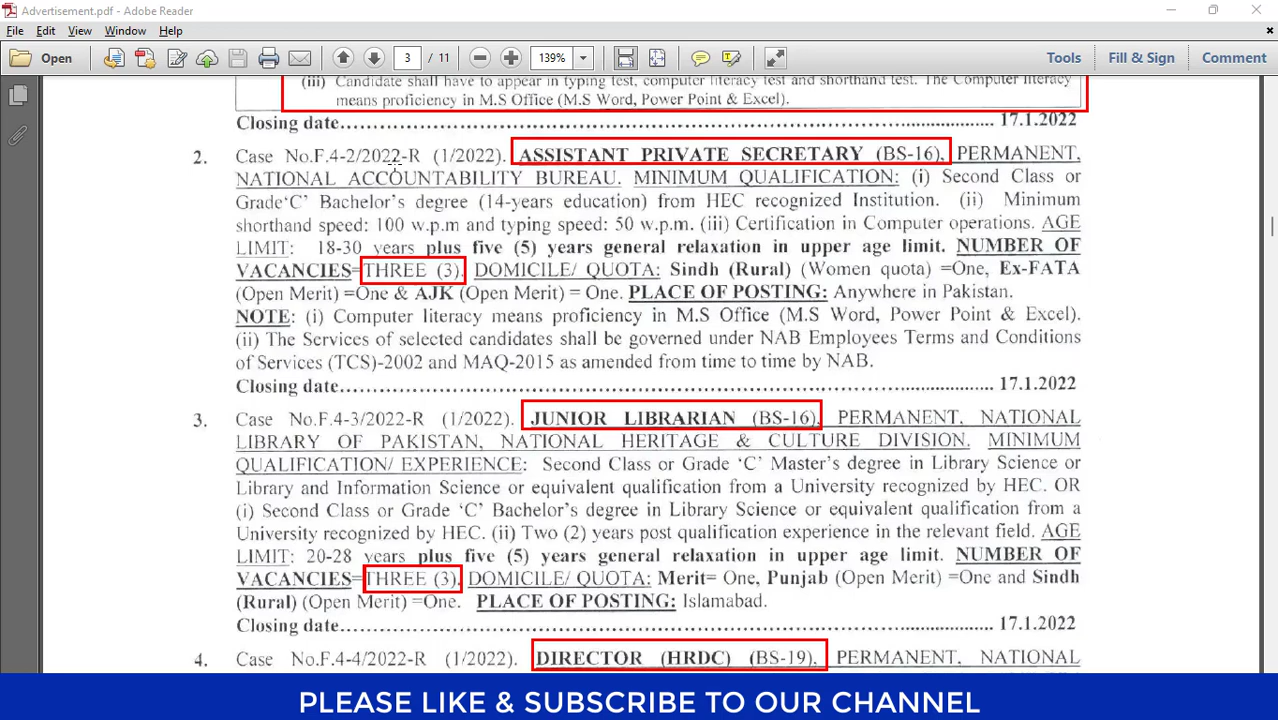 Advertisement.pdf - Adobe Reader
File Edit View Window Help
Open 3 / 11 139% Tools Fill & Sign Comment
(iii) Candidate shall have to appear in typing test, computer literacy test and shorthand test. The Computer literacy
means proficiency in M.S Office (M.S Word, Power Point & Excel).
Closing date.................................................................................................... 17.1.2022
2. Case No.F.4-2/2022-R (1/2022). ASSISTANT PRIVATE SECRETARY (BS-16), PERMANENT,
NATIONAL ACCOUNTABILITY BUREAU. MINIMUM QUALIFICATION: (i) Second Class or
Grade‘C’ Bachelor’s degree (14-years education) from HEC recognized Institution. (ii) Minimum
shorthand speed: 100 w.p.m and typing speed: 50 w.p.m. (iii) Certification in Computer operations. AGE
LIMIT: 18-30 years plus five (5) years general relaxation in upper age limit. NUMBER OF
VACANCIES=THREE (3). DOMICILE/ QUOTA: Sindh (Rural) (Women quota) =One, Ex-FATA
(Open Merit) =One & AJK (Open Merit) = One. PLACE OF POSTING: Anywhere in Pakistan.
NOTE: (i) Computer literacy means proficiency in M.S Office (M.S Word, Power Point & Excel).
(ii) The Services of selected candidates shall be governed under NAB Employees Terms and Conditions
of Services (TCS)-2002 and MAQ-2015 as amended from time to time by NAB.
Closing date.................................................................................................... 17.1.2022
3. Case No.F.4-3/2022-R (1/2022). JUNIOR LIBRARIAN (BS-16), PERMANENT, NATIONAL
LIBRARY OF PAKISTAN, NATIONAL HERITAGE & CULTURE DIVISION. MINIMUM
QUALIFICATION/ EXPERIENCE: Second Class or Grade ‘C’ Master’s degree in Library Science or
Library and Information Science or equivalent qualification from a University recognized by HEC. OR
(i) Second Class or Grade ‘C’ Bachelor’s degree in Library Science or equivalent qualification from a
University recognized by HEC. (ii) Two (2) years post qualification experience in the relevant field. AGE
LIMIT: 20-28 years plus five (5) years general relaxation in upper age limit. NUMBER OF
VACANCIES=THREE (3). DOMICILE/ QUOTA: Merit= One, Punjab (Open Merit) =One and Sindh
(Rural) (Open Merit) =One. PLACE OF POSTING: Islamabad.
Closing date.................................................................................................... 17.1.2022
4. Case No.F.4-4/2022-R (1/2022). DIRECTOR (HRDC) (BS-19), PERMANENT, NATIONAL
PLEASE LIKE & SUBSCRIBE TO OUR CHANNEL